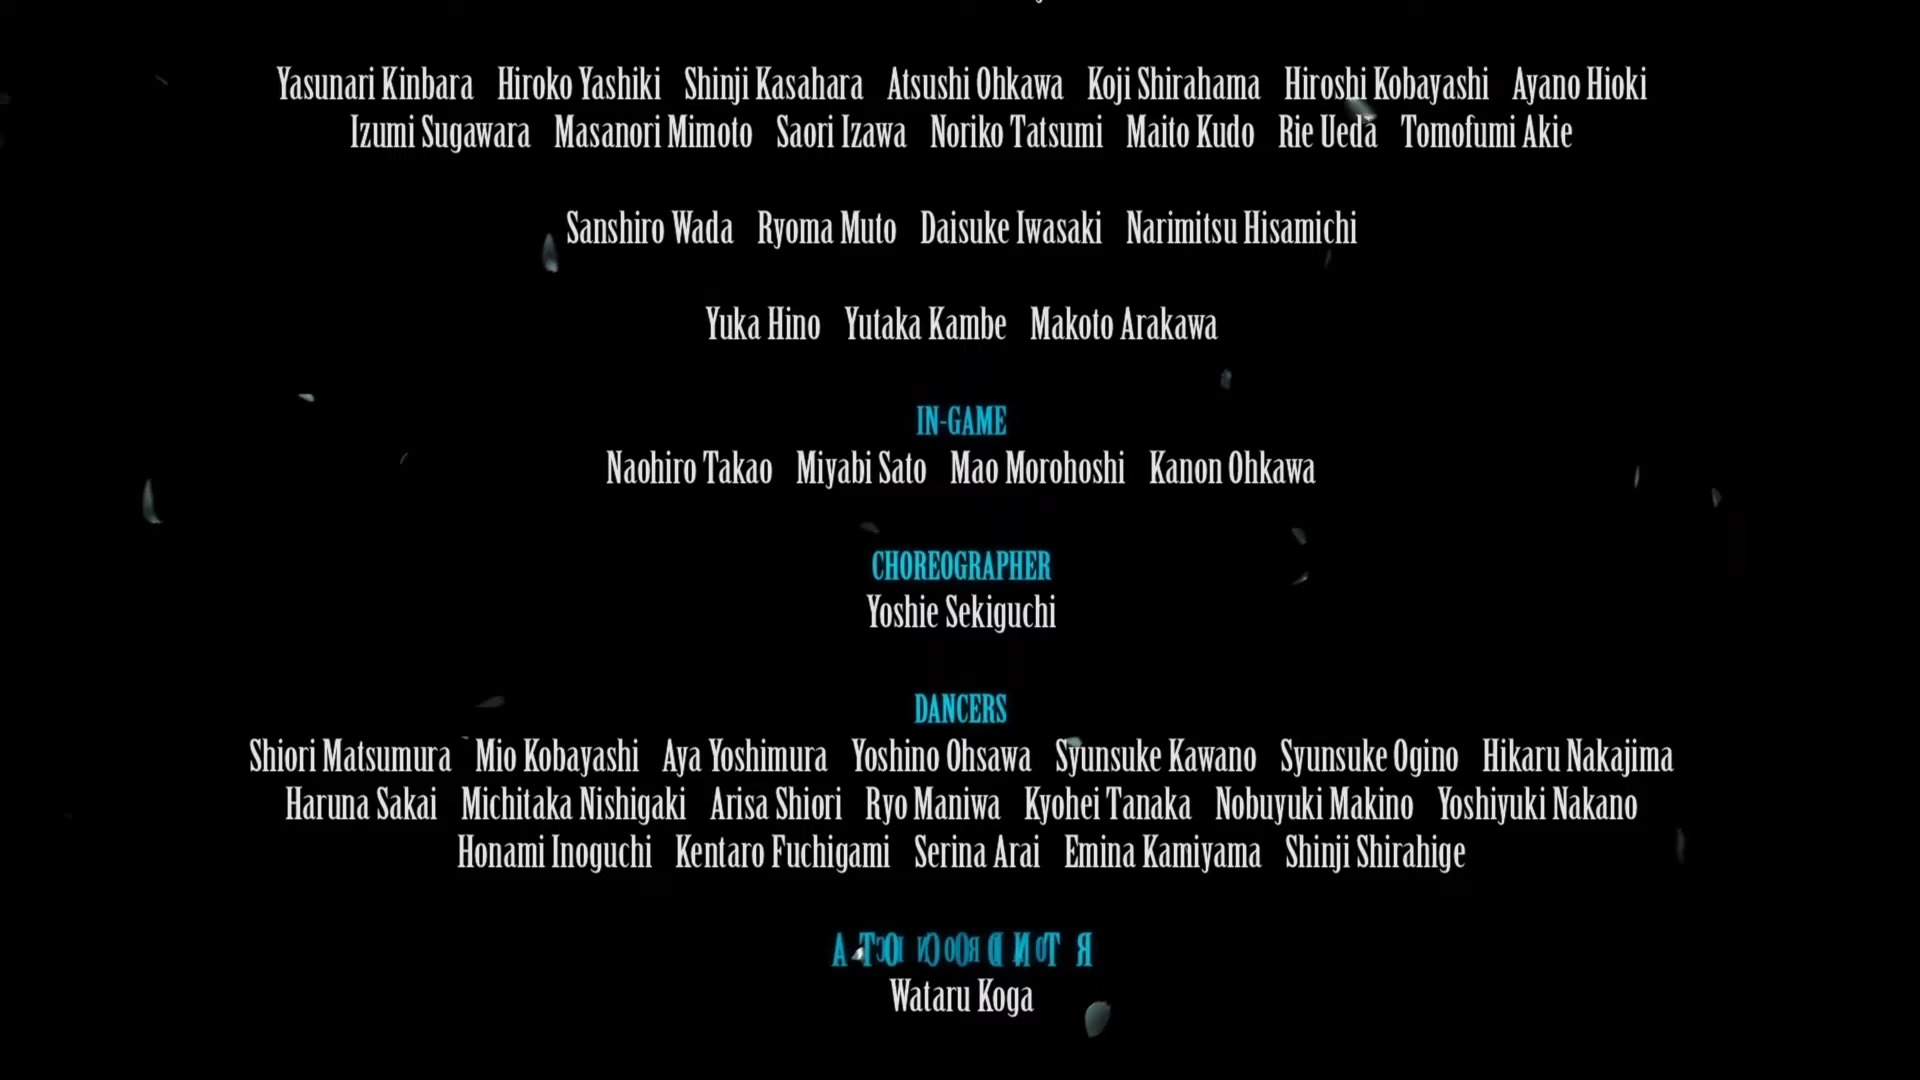 Yasunari Kinbara Hiroko Yashiki Shinji Kasahara Atsushi Ohkawa Koji Shirahama Hiroshi Kobayashi Ayano Hioki
Izumi Sugawara Masanori Mimoto Saori Izawa Noriko Tatsumi Maito Kudo Rie Ueda Tomofumi Akie
Sanshiro Wada Ryoma Muto Daisuke Iwasaki Narimitsu Hisamichi
Yuka Hino Yutaka Kambe Makoto Arakawa
IN-GAME
Naohiro Takao Miyabi Sato Mao Morohoshi Kanon Ohkawa
CHOREOGRAPHER
Yoshie Sekiguchi
DANCERS
Shiori Matsumura Mio Kobayashi Aya Yoshimura Yoshino Ohsawa Syunsuke Kawano Syunsuke Ogino Hikaru Nakajima
Haruna Sakai Michitaka Nishigaki Arisa Shiori Ryo Maniwa Kyohei Tanaka Nobuyuki Makino Yoshiyuki Nakano
Honami Inoguchi Kentaro Fuchigami Serina Arai Emina Kamiyama Shinji Shirahige
Wataru Koga